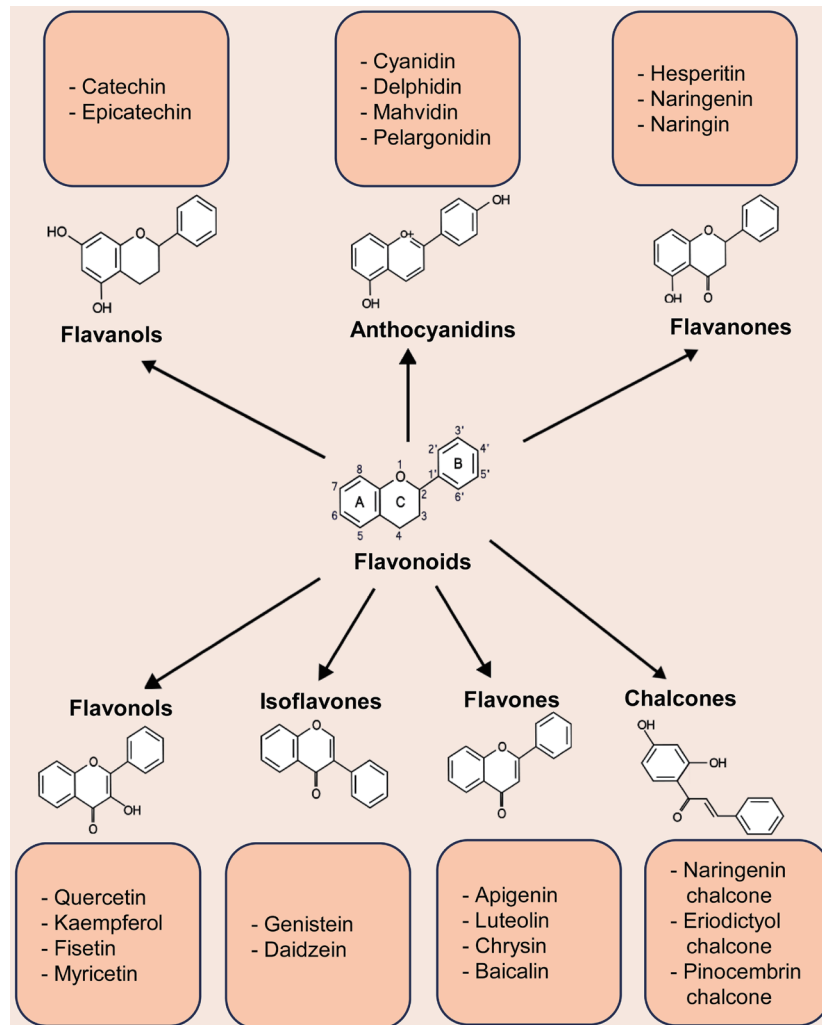 - Catechin
- Epicatechin
- Cyanidin
- Delphidin
- Mahvidin
- Pelargonidin
- Hesperitin
- Naringenin
- Naringin
HO
O
OH
Flavanols
OH
O+
OH
Anthocyanidins
O
OH
O
Flavanones
1
O
2
3
4
5
6
7
8
A
C
B
1'
2'
3'
4'
5'
6'
Flavonoids
Flavonols
O
OH
O
Isoflavones
O
O
Flavones
O
O
Chalcones
OH
OH
O
- Quercetin
- Kaempferol
- Fisetin
- Myricetin
- Genistein
- Daidzein
- Apigenin
- Luteolin
- Chrysin
- Baicalin
- Naringenin
chalcone
- Eriodictyol
chalcone
- Pinocembrin
chalcone